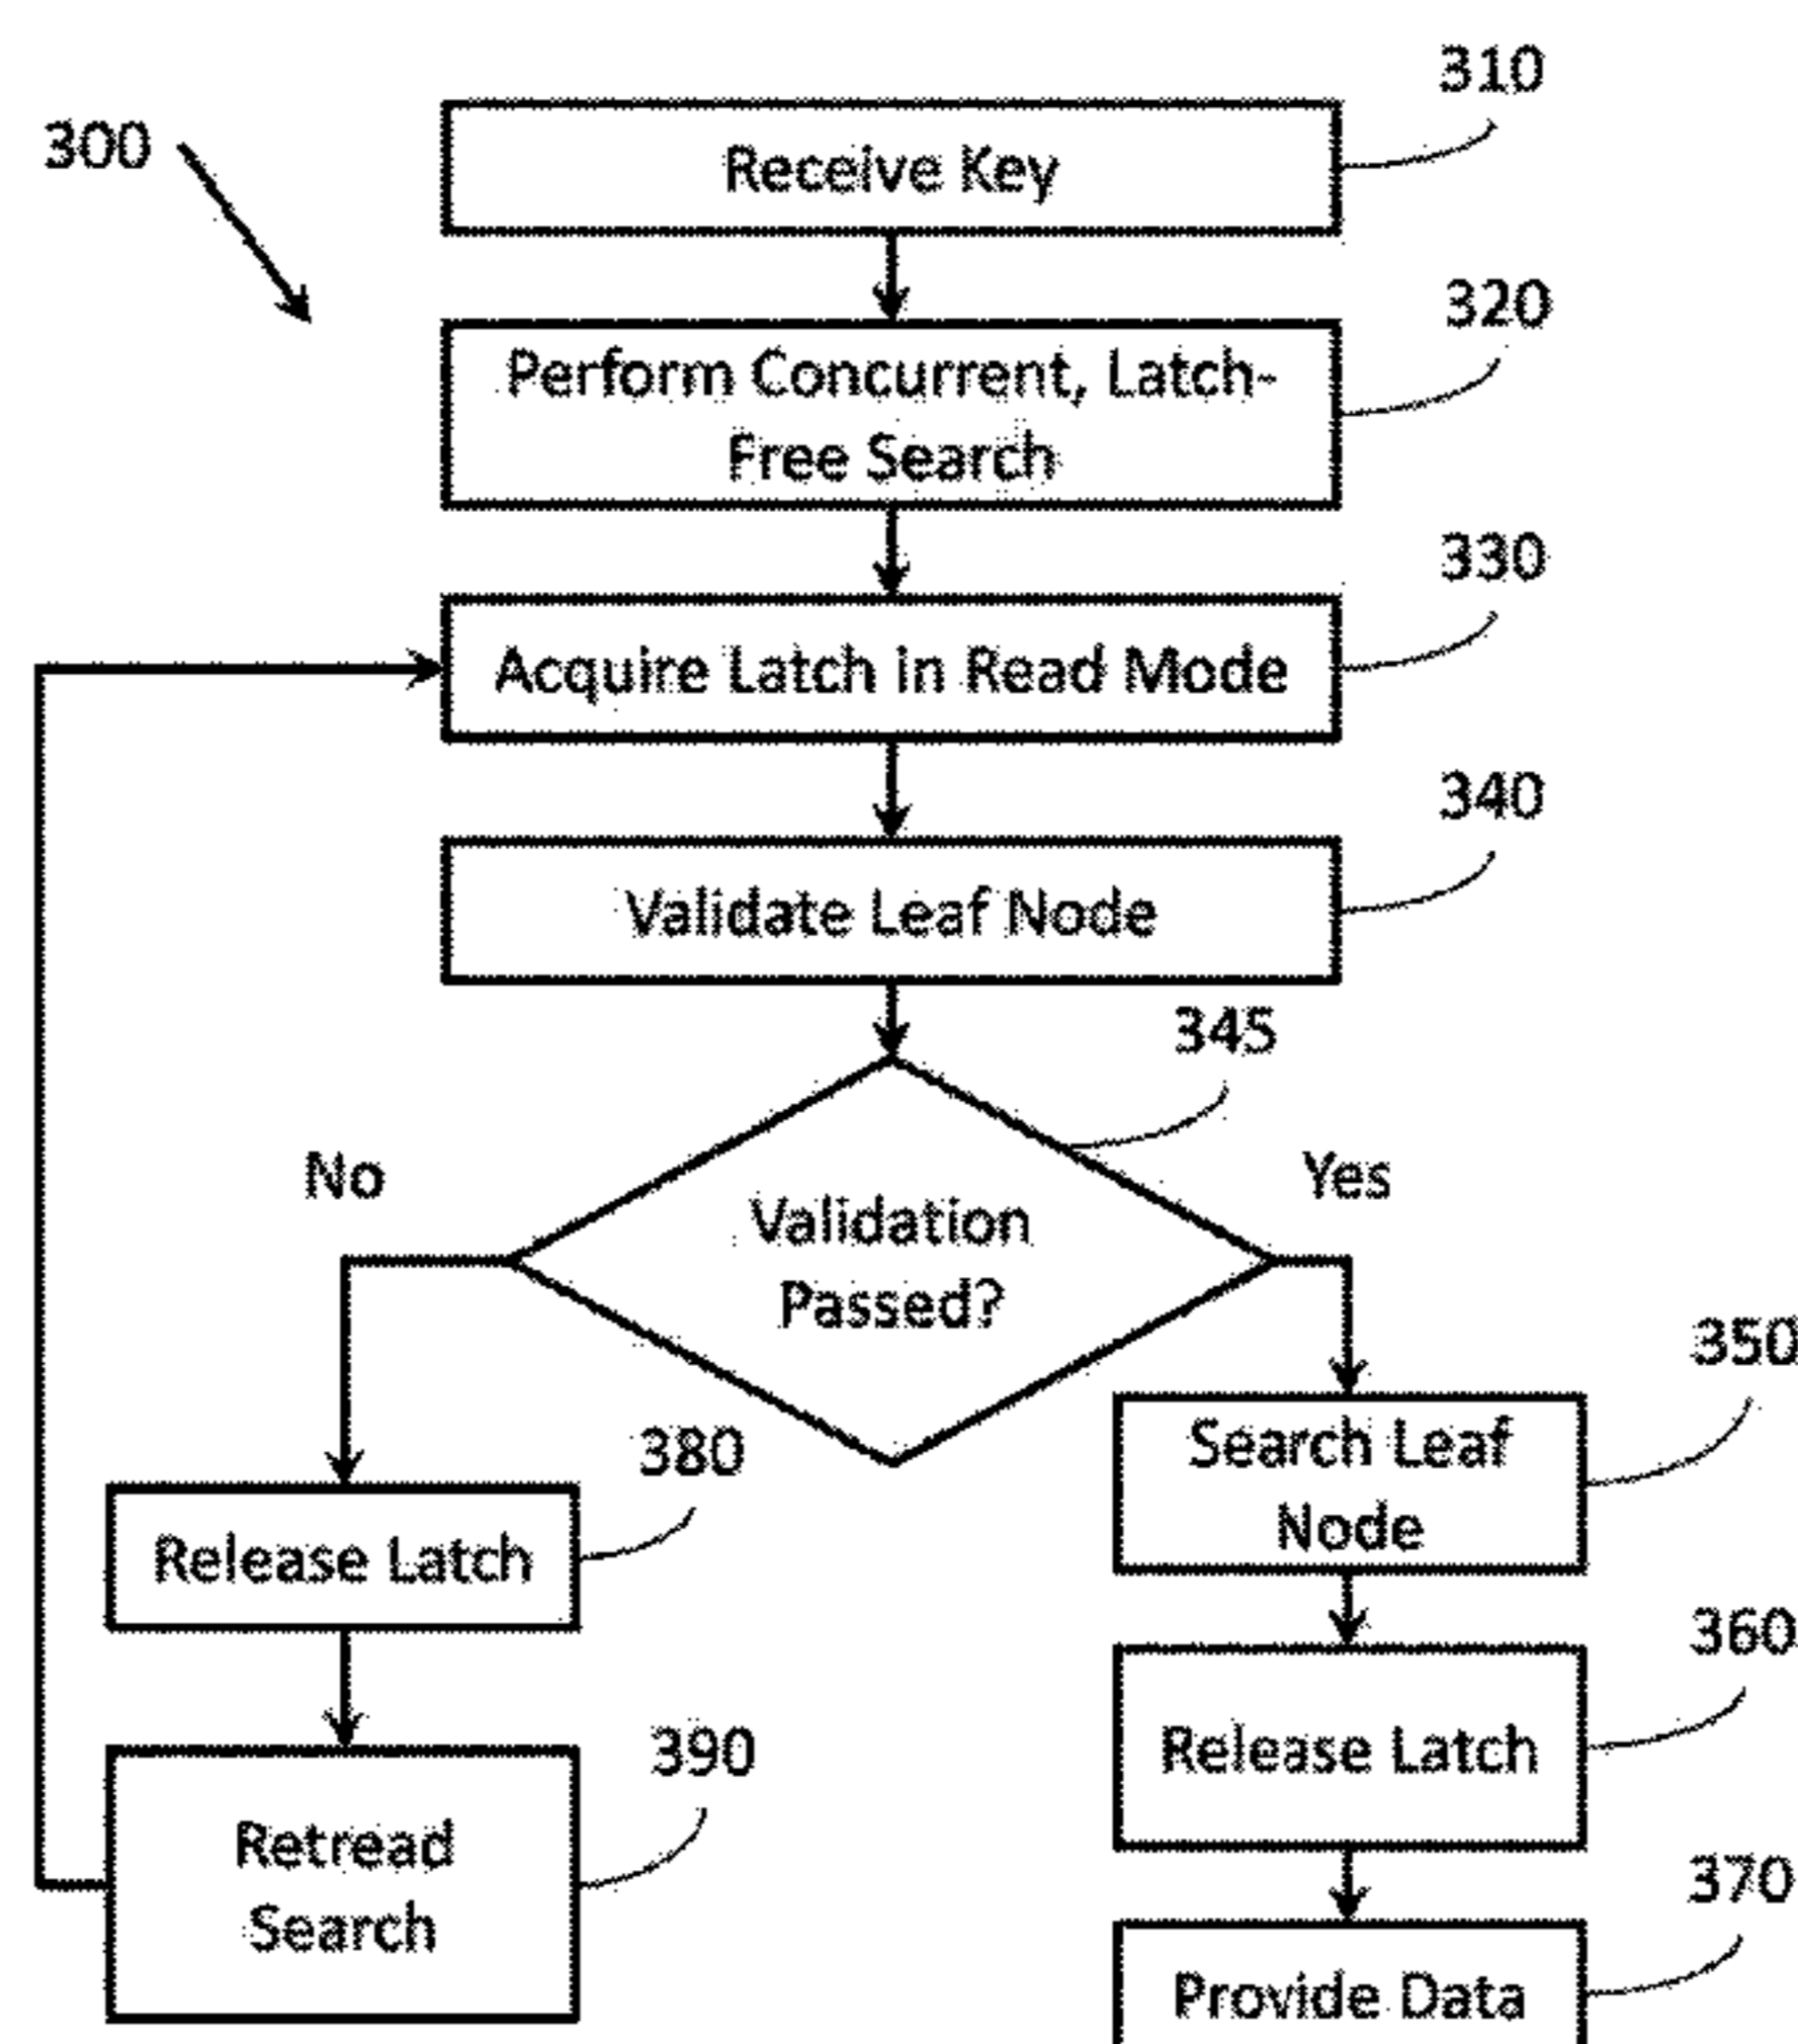 310
300
Receive Key
320
Perform Concurrent, Latch-
Free Search
330
Acquire Latch in Read Mode
340
Validate Leaf Node
345
No
Yes
Validation
Passed?
350
Search Leaf
Node
380
Release Latch
360
Release Latch
390
Retread
Search
370
Provide Data